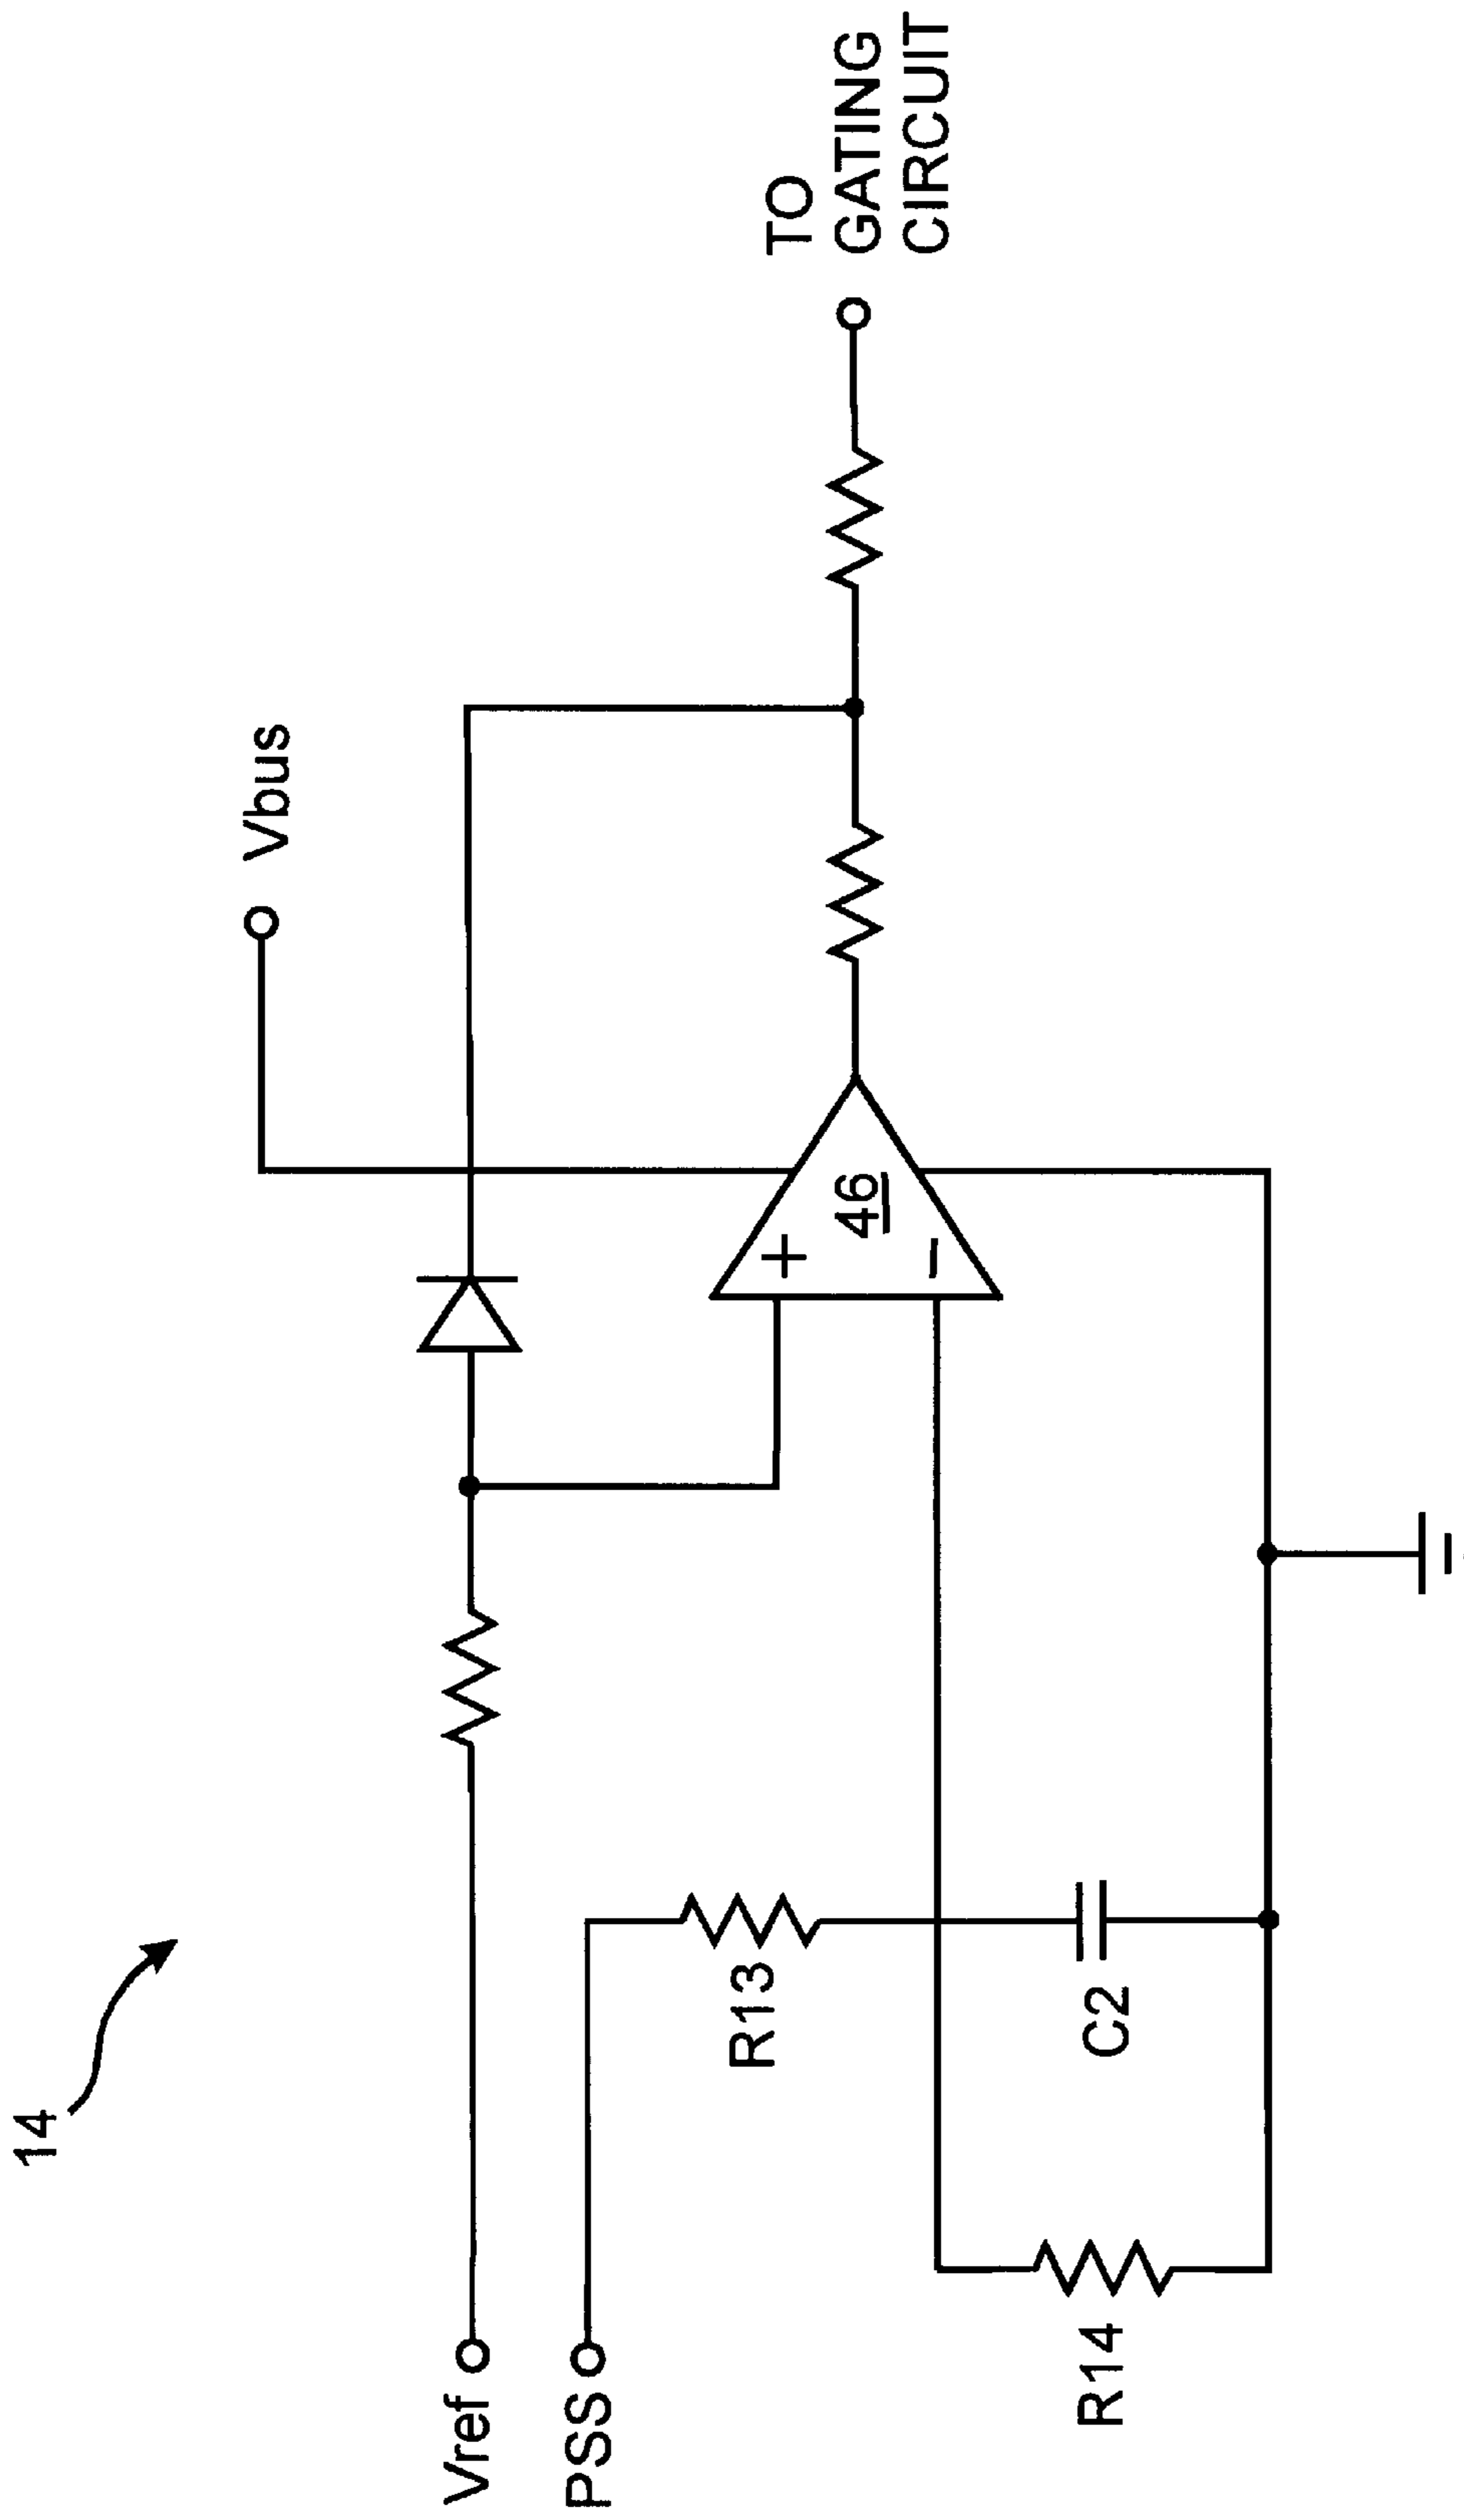 14
Vbus
Vref
PSS
R13
R14
C2
+
46
−
TO
GATING
CIRCUIT